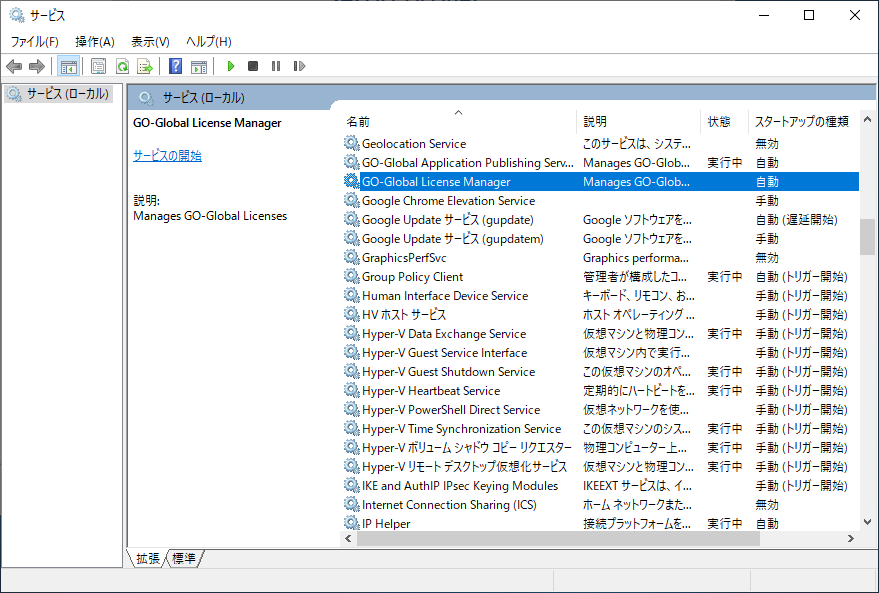 サービス
ファイル(F) 操作(A) 表示(V) ヘルプ(H)
サービス (ローカル)
サービス (ローカル)
GO-Global License Manager
サービスの開始
説明:
Manages GO-Global Licenses
名前 説明 状態 スタートアップの種類
Geolocation Service このサービスは、システ... 無効
GO-Global Application Publishing Serv... Manages GO-Glob... 実行中 自動
GO-Global License Manager Manages GO-Glob... 自動
Google Chrome Elevation Service 手動
Google Update サービス (gupdate) Google ソフトウェアを... 自動 (遅延開始)
Google Update サービス (gupdatem) Google ソフトウェアを... 手動
GraphicsPerfSvc Graphics performa... 無効
Group Policy Client 管理者が構成したコ... 実行中 自動 (トリガー開始)
Human Interface Device Service キーボード、リモコン、お... 手動 (トリガー開始)
HV ホスト サービス ホスト オペレーティング ... 手動 (トリガー開始)
Hyper-V Data Exchange Service 仮想マシンと物理コン... 実行中 手動 (トリガー開始)
Hyper-V Guest Service Interface 仮想マシン内で実行... 手動 (トリガー開始)
Hyper-V Guest Shutdown Service この仮想マシンのオペ... 実行中 手動 (トリガー開始)
Hyper-V Heartbeat Service 定期的にハートビートを... 実行中 手動 (トリガー開始)
Hyper-V PowerShell Direct Service 仮想ネットワークを使... 手動 (トリガー開始)
Hyper-V Time Synchronization Service この仮想マシンのシス... 実行中 手動 (トリガー開始)
Hyper-V ボリューム シャドウ コピー リクエスター 物理コンピューター上... 実行中 手動 (トリガー開始)
Hyper-V リモート デスクトップ仮想化サービス 仮想マシンと物理コン... 実行中 手動 (トリガー開始)
IKE and AuthIP IPsec Keying Modules IKEEXT サービスは、イ... 手動 (トリガー開始)
Internet Connection Sharing (ICS) ホーム ネットワークまた... 無効
IP Helper 接続プラットフォームを... 実行中 自動
拡張 標準